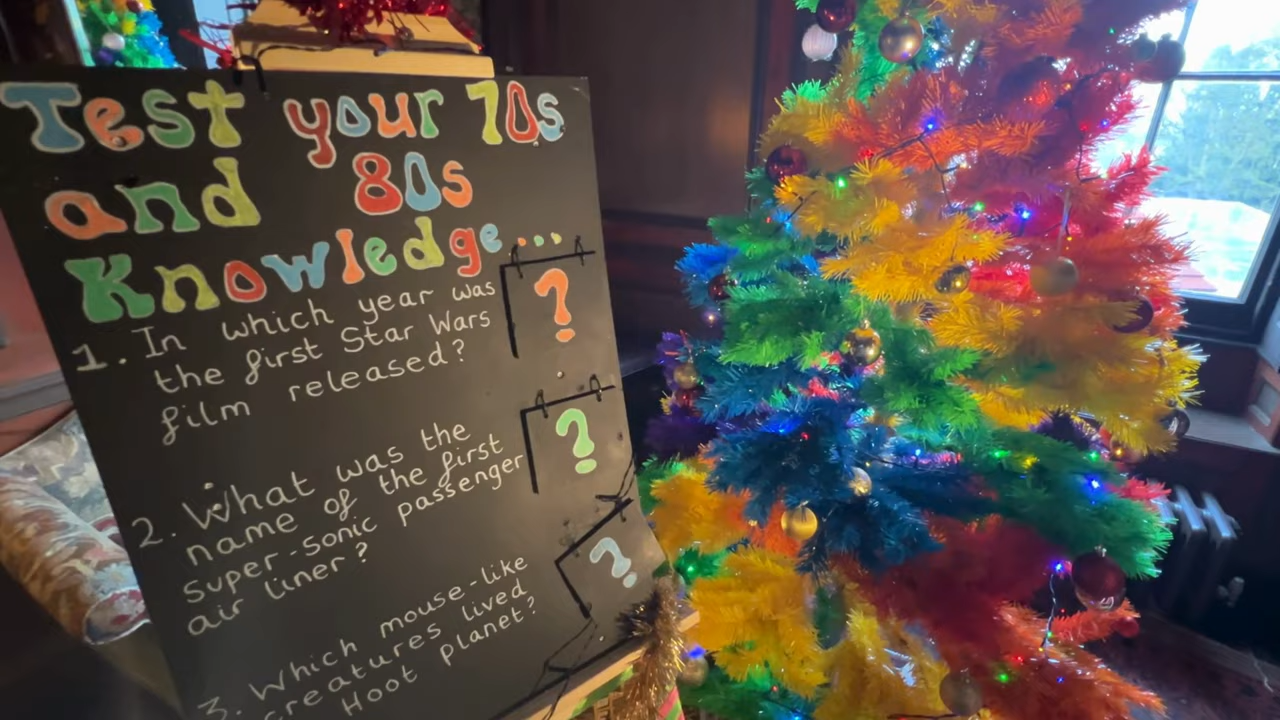 Test your 70s
and 80s
Knowledge...
1. In which year was
the first Star Wars
film released?
?
2. What was the
name of the first
super-sonic passenger
air liner?
?
3. Which mouse-like
creatures lived
Hoot planet?
?